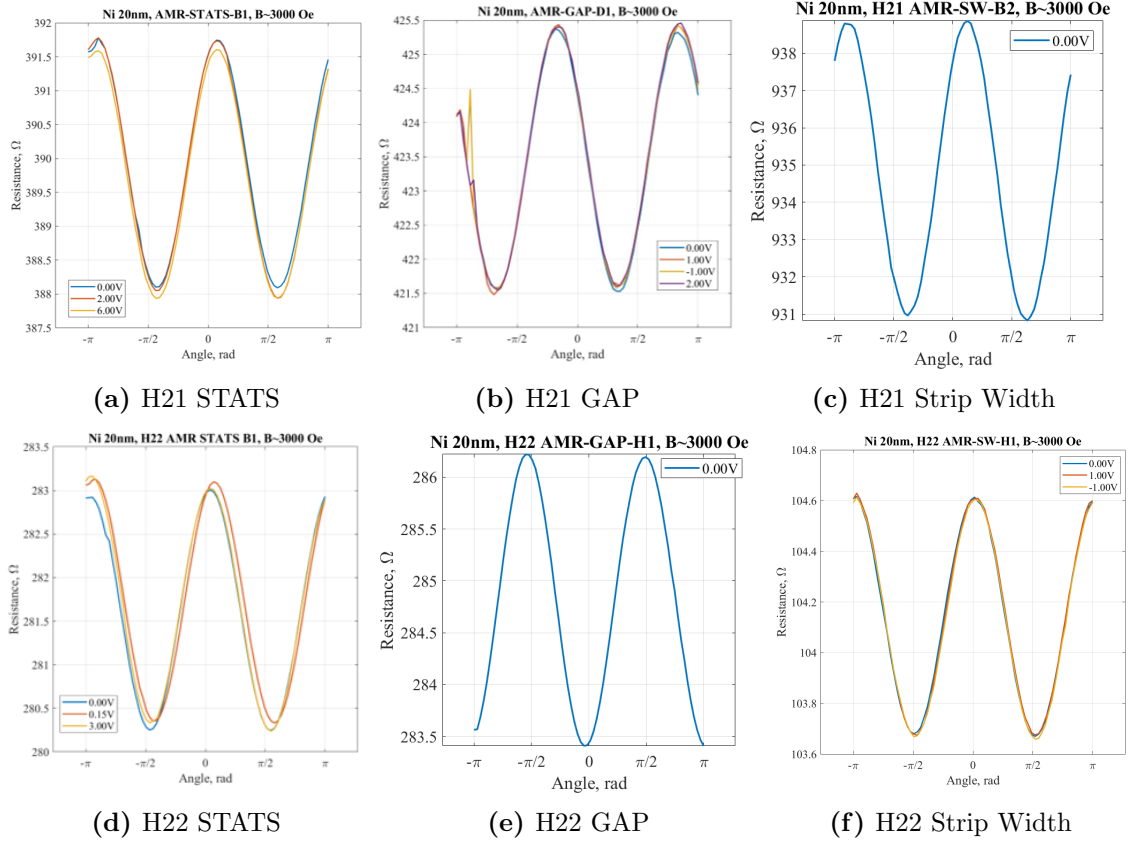 Ni 20nm, AMR-STATS-B1, B~3000 Oe
392
391.5
391
390.5
390
389.5
389
388.5
388
387.5
Resistance, Ω
0.00V
2.00V
6.00V
-π
-π/2
0
π/2
π
Angle, rad
(a) H21 STATS
Ni 20nm, AMR-GAP-D1, B~3000 Oe
425.5
425
424.5
424
423.5
423
422.5
422
421.5
421
Resistance, Ω
0.00V
1.00V
-1.00V
2.00V
-π
-π/2
0
π/2
π
Angle, rad
(b) H21 GAP
Ni 20nm, H21 AMR-SW-B2, B~3000 Oe
938
937
936
935
934
933
932
931
Resistance, Ω
0.00V
-π
-π/2
0
π/2
π
Angle, rad
(c) H21 Strip Width
Ni 20nm, H22 AMR STATS B1, B~3000 Oe
283.5
283
282.5
282
281.5
281
280.5
280
Resistance, Ω
0.00V
0.15V
3.00V
-π
-π/2
0
π/2
π
Angle, rad
(d) H22 STATS
Ni 20nm, H22 AMR-GAP-H1, B~3000 Oe
286
285.5
285
284.5
284
283.5
Resistance, Ω
0.00V
-π
-π/2
0
π/2
π
Angle, rad
(e) H22 GAP
Ni 20nm, H22 AMR-SW-H1, B~3000 Oe
104.8
104.6
104.4
104.2
104
103.8
103.6
Resistance, Ω
0.00V
1.00V
-1.00V
-π
-π/2
0
π/2
π
Angle, rad
(f) H22 Strip Width